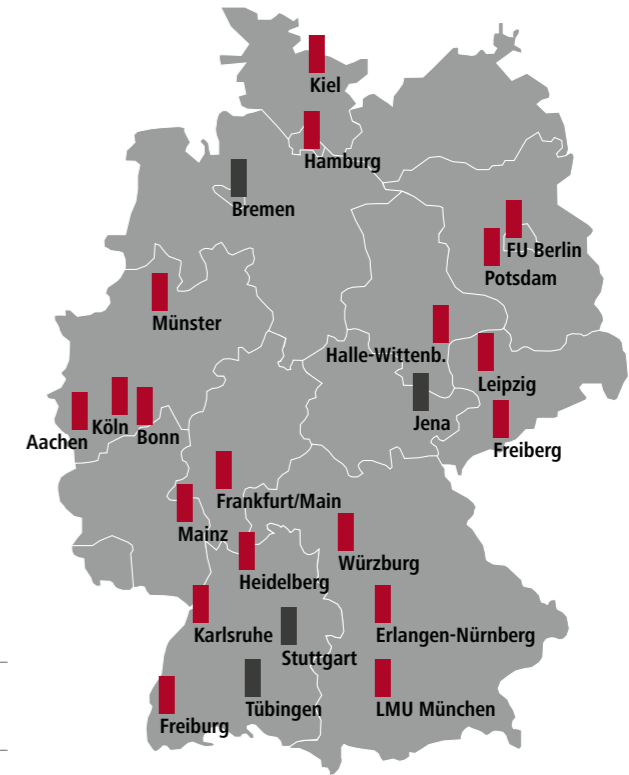 Kiel
Hamburg
Bremen
FU Berlin
Potsdam
Münster
Halle-Wittenb.
Leipzig
Jena
Köln
Bonn
Aachen
Freiberg
Frankfurt/Main
Mainz
Würzburg
Heidelberg
Karlsruhe
Erlangen-Nürnberg
Stuttgart
Tübingen
LMU München
Freiburg